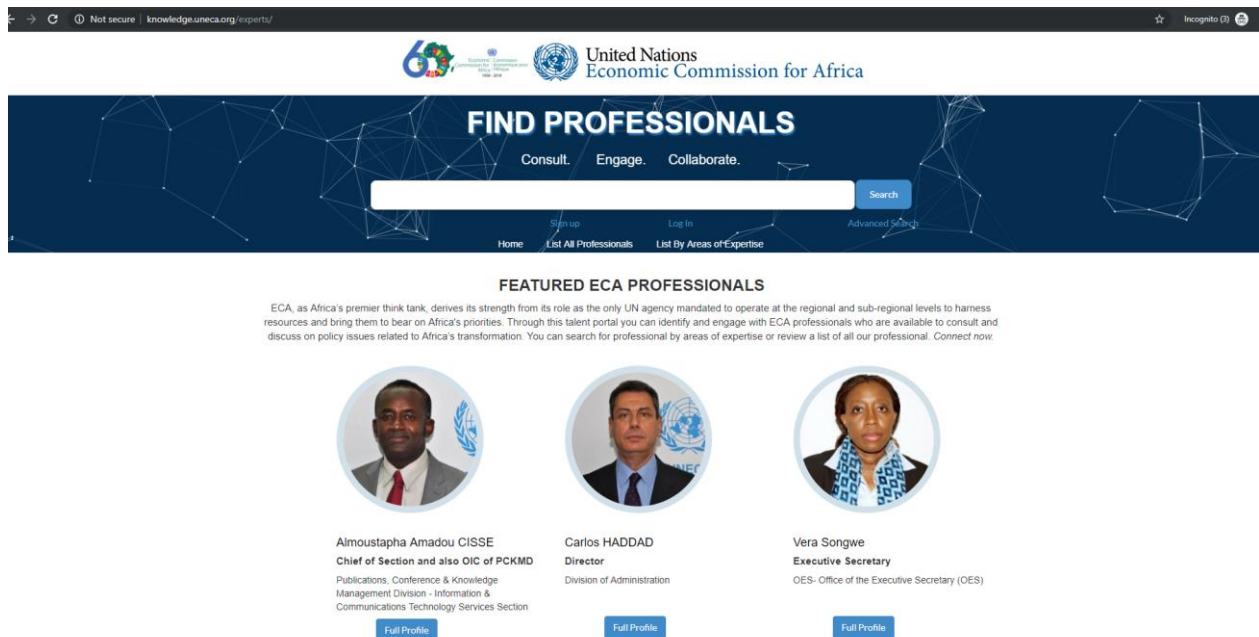 Not secure knowledge.uneca.org/experts/
Incognito (3)
United Nations
Economic Commission for Africa
FIND PROFESSIONALS
Consult. Engage. Collaborate.
Search
Sign up Log In Advanced Search
Home List All Professionals List By Areas of Expertise
FEATURED ECA PROFESSIONALS
ECA, as Africa's premier think tank, derives its strength from its role as the only UN agency mandated to operate at the regional and sub-regional levels to harness
resources and bring them to bear on Africa's priorities. Through this talent portal you can identify and engage with ECA professionals who are available to consult and
discuss on policy issues related to Africa's transformation. You can search for professional by areas of expertise or review a list of all our professional. Connect now.
Almoustapha Amadou CISSE
Chief of Section and also OIC of PCKMD
Publications, Conference & Knowledge
Management Division - Information &
Communications Technology Services Section
Full Profile
Carlos HADDAD
Director
Division of Administration
Full Profile
Vera Songwe
Executive Secretary
OES- Office of the Executive Secretary (OES)
Full Profile